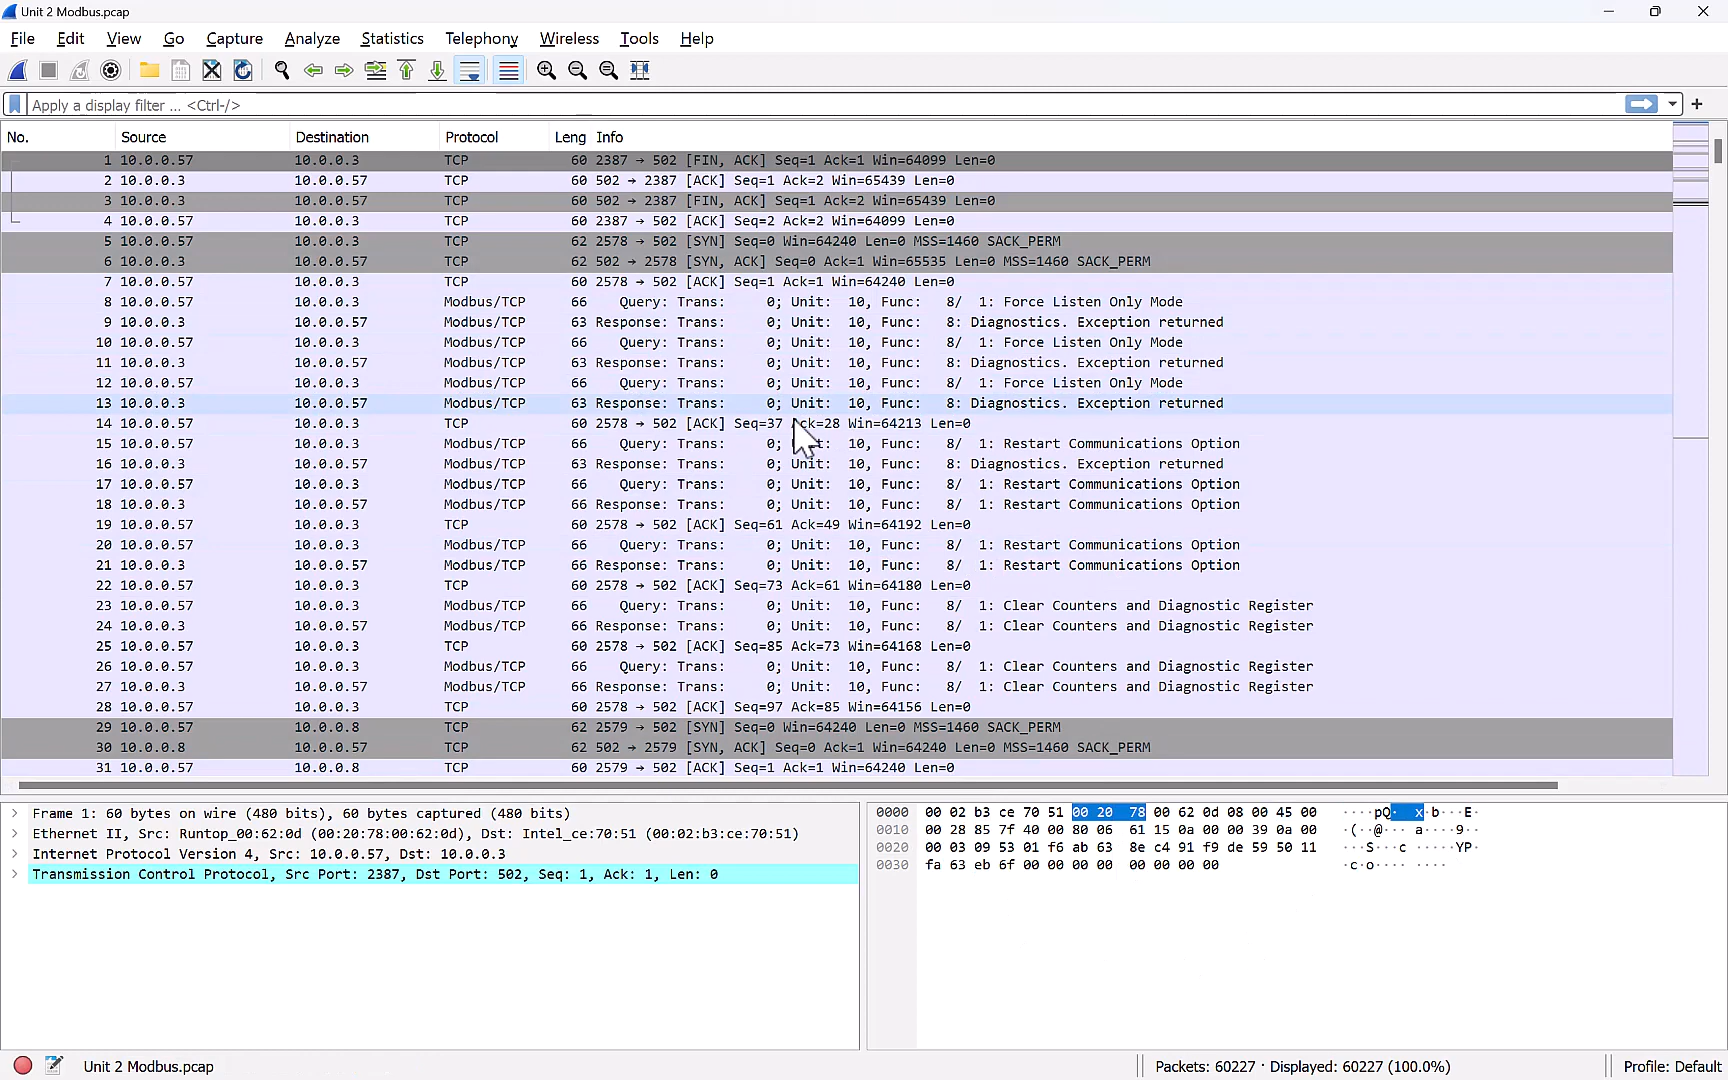 Unit 2 Modbus.pcap
File Edit View Go Capture Analyze Statistics Telephony Wireless Tools Help
Apply a display filter ... <Ctrl-/>
No. Source Destination Protocol Leng Info
1 10.0.0.57 10.0.0.3 TCP 60 2387 → 502 [FIN, ACK] Seq=1 Ack=1 Win=64099 Len=0
2 10.0.0.3 10.0.0.57 TCP 60 502 → 2387 [ACK] Seq=1 Ack=2 Win=65439 Len=0
3 10.0.0.3 10.0.0.57 TCP 60 502 → 2387 [FIN, ACK] Seq=1 Ack=2 Win=65439 Len=0
4 10.0.0.57 10.0.0.3 TCP 60 2387 → 502 [ACK] Seq=2 Ack=2 Win=64099 Len=0
5 10.0.0.57 10.0.0.3 TCP 62 2578 → 502 [SYN] Seq=0 Win=64240 Len=0 MSS=1460 SACK_PERM
6 10.0.0.3 10.0.0.57 TCP 62 502 → 2578 [SYN, ACK] Seq=0 Ack=1 Win=65535 Len=0 MSS=1460 SACK_PERM
7 10.0.0.57 10.0.0.3 TCP 60 2578 → 502 [ACK] Seq=1 Ack=1 Win=64240 Len=0
8 10.0.0.57 10.0.0.3 Modbus/TCP 66 Query: Trans: 0; Unit: 10, Func: 8/ 1: Force Listen Only Mode
9 10.0.0.3 10.0.0.57 Modbus/TCP 63 Response: Trans: 0; Unit: 10, Func: 8: Diagnostics. Exception returned
10 10.0.0.57 10.0.0.3 Modbus/TCP 66 Query: Trans: 0; Unit: 10, Func: 8/ 1: Force Listen Only Mode
11 10.0.0.3 10.0.0.57 Modbus/TCP 63 Response: Trans: 0; Unit: 10, Func: 8: Diagnostics. Exception returned
12 10.0.0.57 10.0.0.3 Modbus/TCP 66 Query: Trans: 0; Unit: 10, Func: 8/ 1: Force Listen Only Mode
13 10.0.0.3 10.0.0.57 Modbus/TCP 63 Response: Trans: 0; Unit: 10, Func: 8: Diagnostics. Exception returned
14 10.0.0.57 10.0.0.3 TCP 60 2578 → 502 [ACK] Seq=37 Ack=28 Win=64213 Len=0
15 10.0.0.57 10.0.0.3 Modbus/TCP 66 Query: Trans: 0; Unit: 10, Func: 8/ 1: Restart Communications Option
16 10.0.0.3 10.0.0.57 Modbus/TCP 63 Response: Trans: 0; Unit: 10, Func: 8: Diagnostics. Exception returned
17 10.0.0.57 10.0.0.3 Modbus/TCP 66 Query: Trans: 0; Unit: 10, Func: 8/ 1: Restart Communications Option
18 10.0.0.3 10.0.0.57 Modbus/TCP 66 Response: Trans: 0; Unit: 10, Func: 8/ 1: Restart Communications Option
19 10.0.0.57 10.0.0.3 TCP 60 2578 → 502 [ACK] Seq=61 Ack=49 Win=64192 Len=0
20 10.0.0.57 10.0.0.3 Modbus/TCP 66 Query: Trans: 0; Unit: 10, Func: 8/ 1: Restart Communications Option
21 10.0.0.3 10.0.0.57 Modbus/TCP 66 Response: Trans: 0; Unit: 10, Func: 8/ 1: Restart Communications Option
22 10.0.0.57 10.0.0.3 TCP 60 2578 → 502 [ACK] Seq=73 Ack=61 Win=64180 Len=0
23 10.0.0.57 10.0.0.3 Modbus/TCP 66 Query: Trans: 0; Unit: 10, Func: 8/ 1: Clear Counters and Diagnostic Register
24 10.0.0.3 10.0.0.57 Modbus/TCP 66 Response: Trans: 0; Unit: 10, Func: 8/ 1: Clear Counters and Diagnostic Register
25 10.0.0.57 10.0.0.3 TCP 60 2578 → 502 [ACK] Seq=85 Ack=73 Win=64168 Len=0
26 10.0.0.57 10.0.0.3 Modbus/TCP 66 Query: Trans: 0; Unit: 10, Func: 8/ 1: Clear Counters and Diagnostic Register
27 10.0.0.3 10.0.0.57 Modbus/TCP 66 Response: Trans: 0; Unit: 10, Func: 8/ 1: Clear Counters and Diagnostic Register
28 10.0.0.57 10.0.0.3 TCP 60 2578 → 502 [ACK] Seq=97 Ack=85 Win=64156 Len=0
29 10.0.0.57 10.0.0.8 TCP 62 2579 → 502 [SYN] Seq=0 Win=64240 Len=0 MSS=1460 SACK_PERM
30 10.0.0.8 10.0.0.57 TCP 62 502 → 2579 [SYN, ACK] Seq=0 Ack=1 Win=64240 Len=0 MSS=1460 SACK_PERM
31 10.0.0.57 10.0.0.8 TCP 60 2579 → 502 [ACK] Seq=1 Ack=1 Win=64240 Len=0
Frame 1: 60 bytes on wire (480 bits), 60 bytes captured (480 bits)
Ethernet II, Src: Runtop_00:62:0d (00:20:78:00:62:0d), Dst: Intel_ce:70:51 (00:02:b3:ce:70:51)
Internet Protocol Version 4, Src: 10.0.0.57, Dst: 10.0.0.3
Transmission Control Protocol, Src Port: 2387, Dst Port: 502, Seq: 1, Ack: 1, Len: 0
0000 00 02 b3 ce 70 51 00 20 78 00 62 0d 08 00 45 00 ····pQ· x·b···E·
0010 00 28 85 7f 40 00 80 06 61 15 0a 00 00 39 0a 00 ·(··@··· a····9··
0020 00 03 09 53 01 f6 ab 63 8e c4 91 f9 de 59 50 11 ···S···c ·····YP·
0030 fa 63 eb 6f 00 00 00 00 00 00 00 00 ·c·o···· ····
Unit 2 Modbus.pcap
Packets: 60227 · Displayed: 60227 (100.0%)
Profile: Default